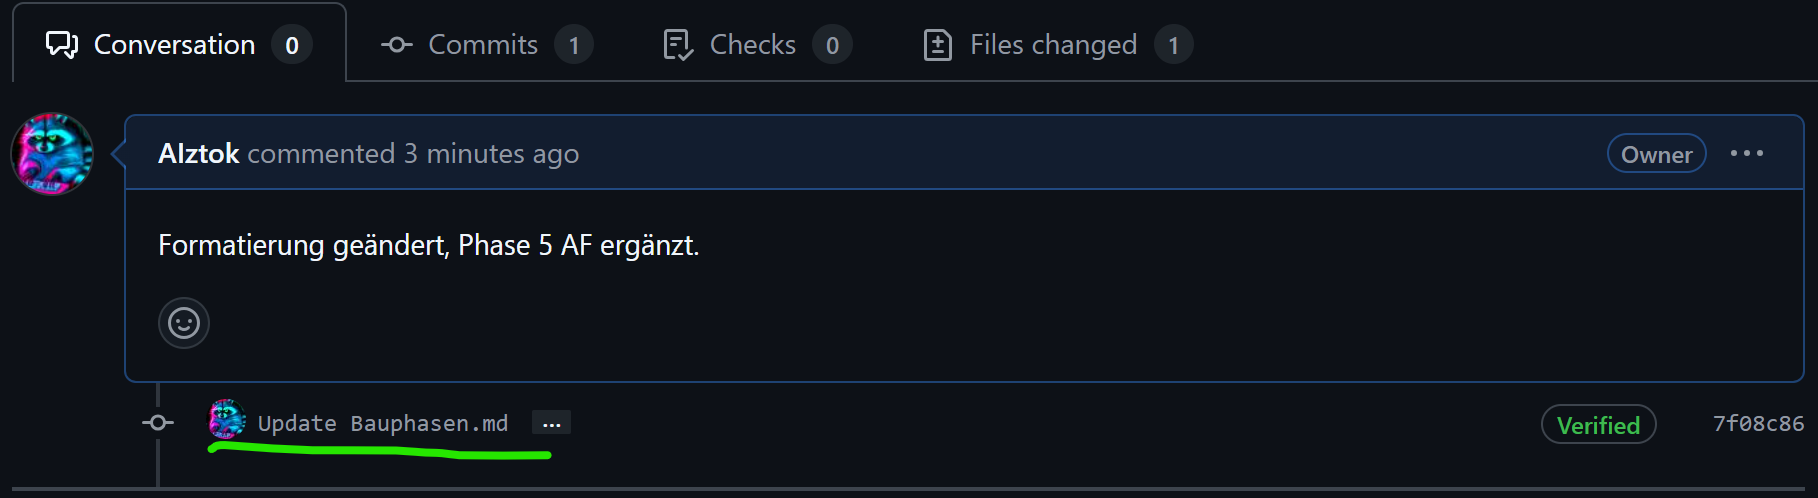 Conversation 0 Commits 1 Checks 0 Files changed 1
AIztok commented 3 minutes ago Owner ...
Formatierung geändert, Phase 5 AF ergänzt.
Update Bauphasen.md ... Verified 7f08c86